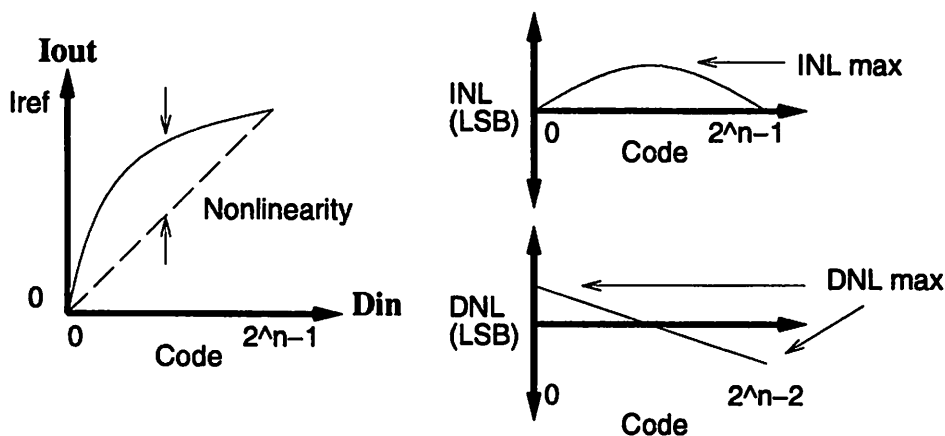 Iout
Iref
Nonlinearity
0
Din
0
2^n−1
Code
INL max
INL
(LSB)
0
2^n−1
Code
DNL max
DNL
(LSB)
0
2^n−2
Code